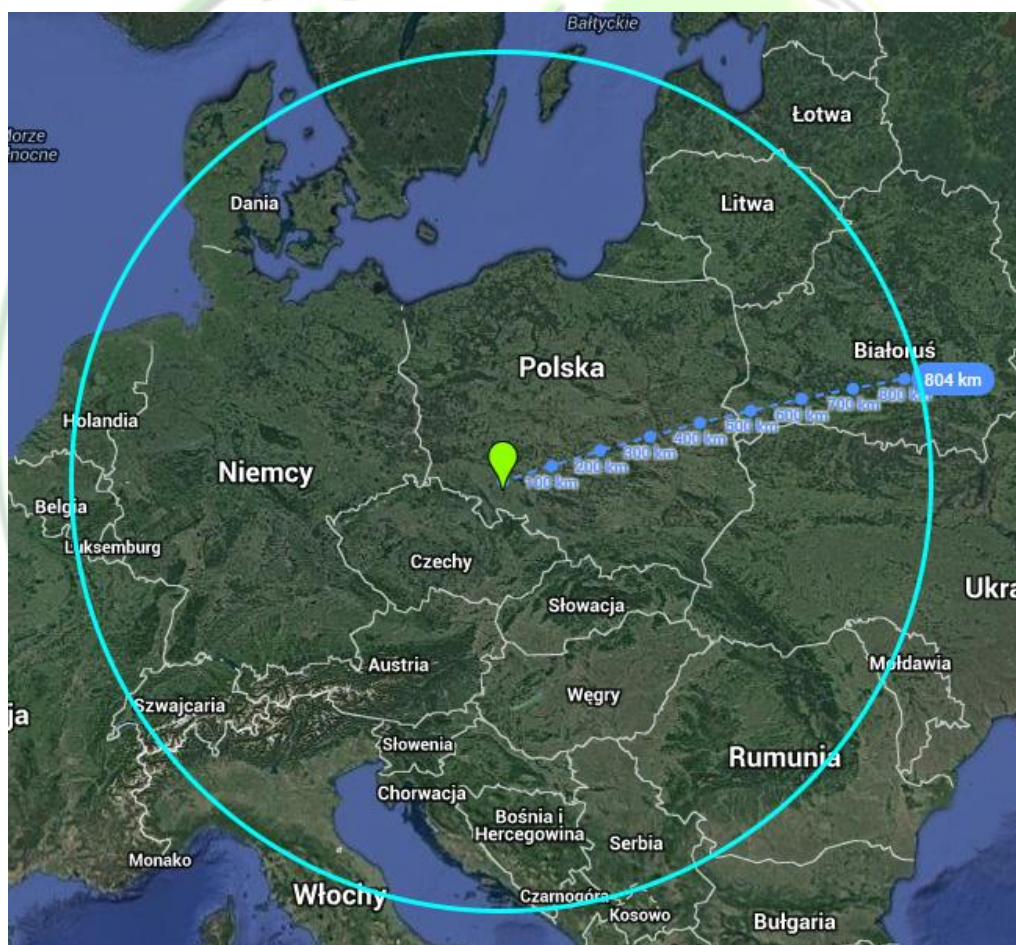 Bałtyckie
Łotwa
Morze
ółnocne
Dania
Litwa
Białoruś
Polska
804 km
800 km
700 km
600 km
500 km
400 km
300 km
200 km
100 km
Holandia
Niemcy
Belgia
Luksemburg
Czechy
Ukra
Słowacja
Austria
Mołdawia
Szwajcaria
Węgry
ja
Słowenia
Rumunia
Chorwacja
Bośnia i
Hercegowina
Serbia
Monako
Włochy
Czarnogóra
Kosowo
Bułgaria